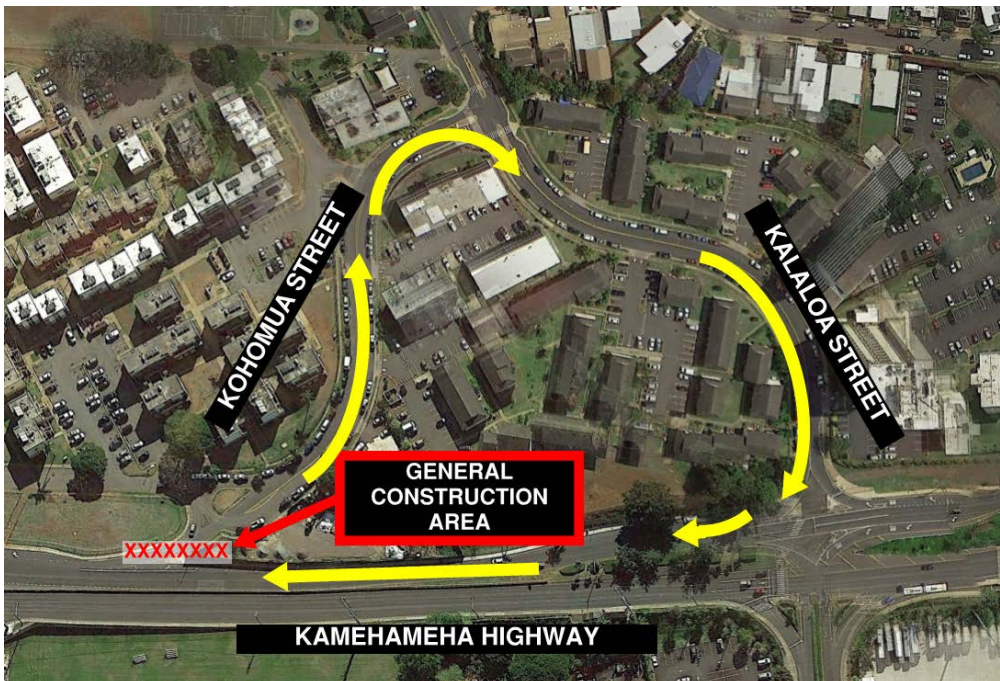 KOHOMUA STREET
KALALOA STREET
GENERAL
CONSTRUCTION
AREA
XXXXXXXX
KAMEHAMEHA HIGHWAY